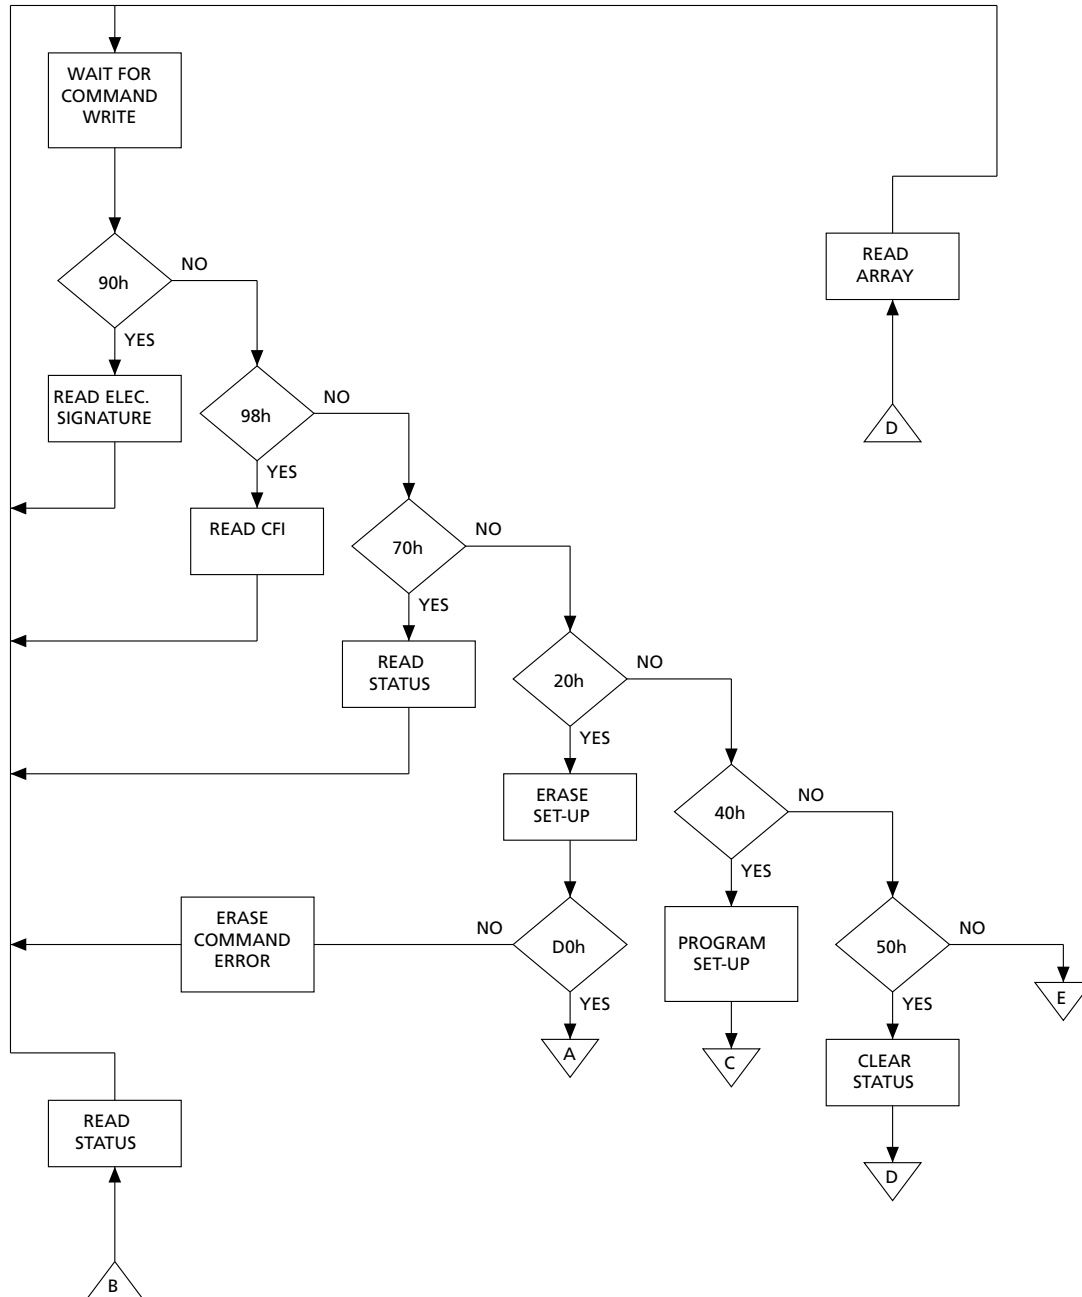 WAIT FOR
COMMAND
WRITE
NO
READ
ARRAY
90h
YES
READ ELEC.
SIGNATURE
NO
98h
D
YES
READ CFI
NO
70h
YES
READ
STATUS
NO
20h
YES
ERASE
SET-UP
NO
40h
YES
ERASE
COMMAND
ERROR
NO
D0h
YES
PROGRAM
SET-UP
NO
50h
YES
E
A
C
CLEAR
STATUS
READ
STATUS
D
B